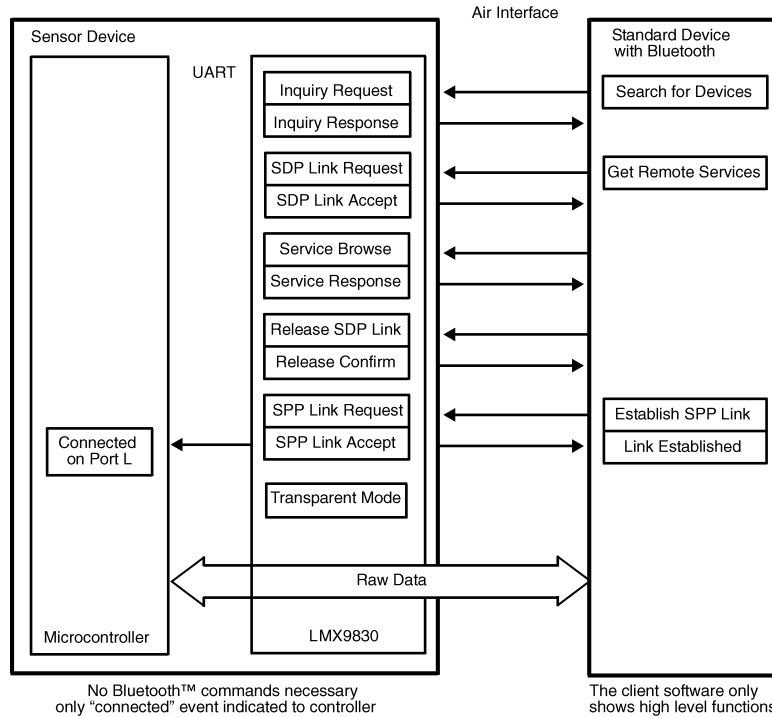 Air Interface
Sensor Device
Standard Device
with Bluetooth
UART
Inquiry Request
Search for Devices
Inquiry Response
SDP Link Request
Get Remote Services
SDP Link Accept
Service Browse
Service Response
Release SDP Link
Release Confirm
SPP Link Request
Establish SPP Link
Connected
on Port L
SPP Link Accept
Link Established
Transparent Mode
Raw Data
Microcontroller
LMX9830
No Bluetooth™ commands necessary
only “connected” event indicated to controller
The client software only
shows high level functions